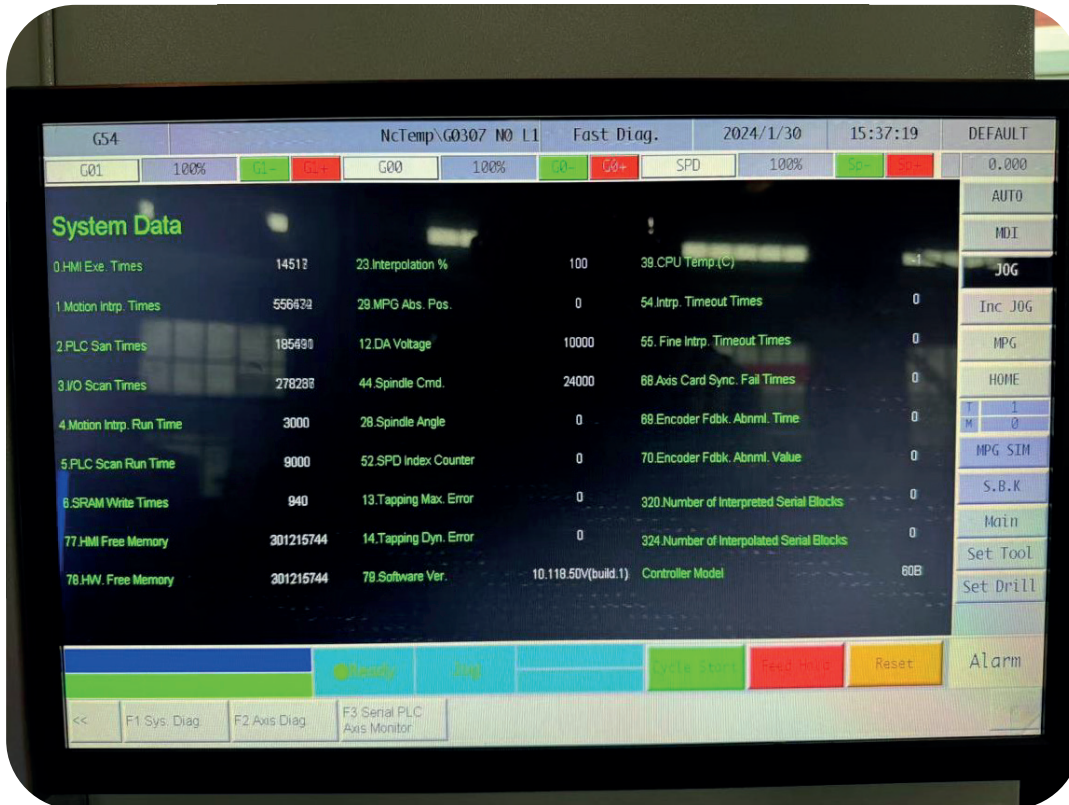 G54 NcTemp\G0307 N0 L1 Fast Diag. 2024/1/30 15:37:19 DEFAULT
G01 100% G1- G1+ G00 100% G0- G0+ SPD 100% Sp- Sp+ 0.000
AUTO
MDI
JOG
Inc JOG
MPG
HOME
T 1
M 0
MPG SIM
S.B.K
Main
Set Tool
Set Drill
System Data
0.HMI Exe. Times
1.Motion Intrp. Times
2.PLC San Times 185490
3.I/O Scan Times
4.Motion Intrp. Run Time 3000
5.PLC Scan Run Time 9000
6.SRAM Write Times 940
77.HMI Free Memory 301215744
78.HW. Free Memory 301215744
23.Interpolation % 100
29.MPG Abs. Pos. 0
12.DA Voltage 10000
44.Spindle Cmd. 24000
28.Spindle Angle 0
52.SPD Index Counter 0
13.Tapping Max. Error 0
14.Tapping Dyn. Error 0
79.Software Ver. 10.118.50V(build.1)
39.CPU Temp.(C) -1
54.Intrp. Timeout Times 0
55. Fine Intrp. Timeout Times 0
68.Axis Card Sync. Fail Times 0
69.Encoder Fdbk. Abnml. Time 0
70.Encoder Fdbk. Abnml. Value 0
320.Number of Interpreted Serial Blocks 0
324.Number of Interpolated Serial Blocks 0
Controller Model 60B
Ready Jog Cycle Start Feed Hold Reset Alarm
<< F1 Sys. Diag. F2 Axis Diag. F3 Serial PLC
Axis Monitor